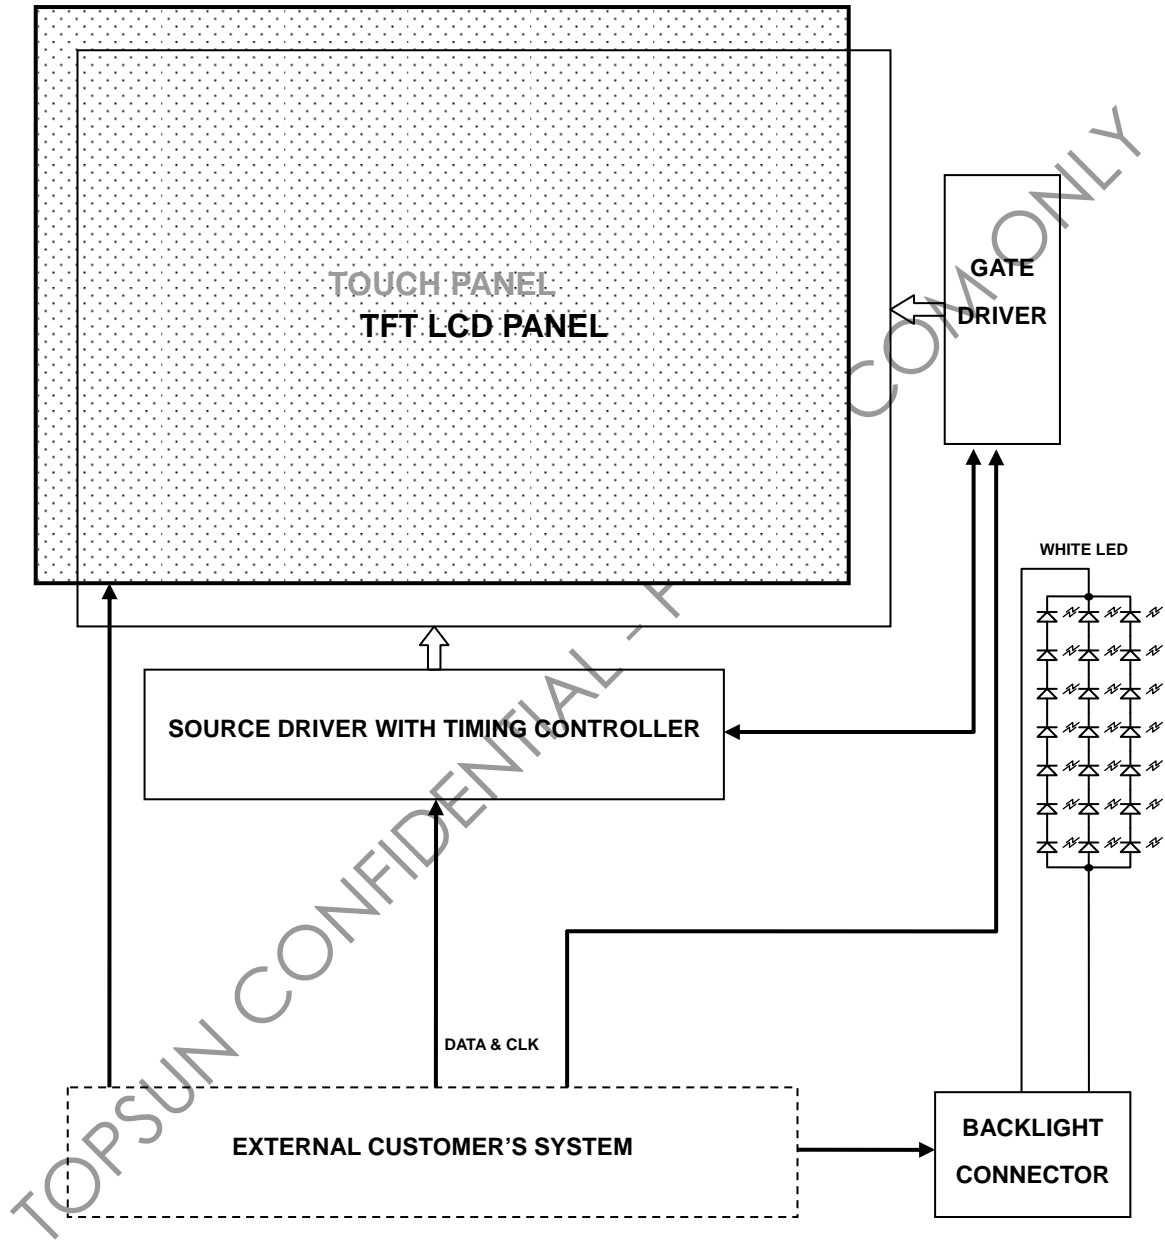 TOUCH PANEL
TFT LCD PANEL
GATE
DRIVER
WHITE LED
SOURCE DRIVER WITH TIMING CONTROLLER
DATA & CLK
EXTERNAL CUSTOMER'S SYSTEM
BACKLIGHT
CONNECTOR
TOPSUN CONFIDENTIAL - COM ONLY